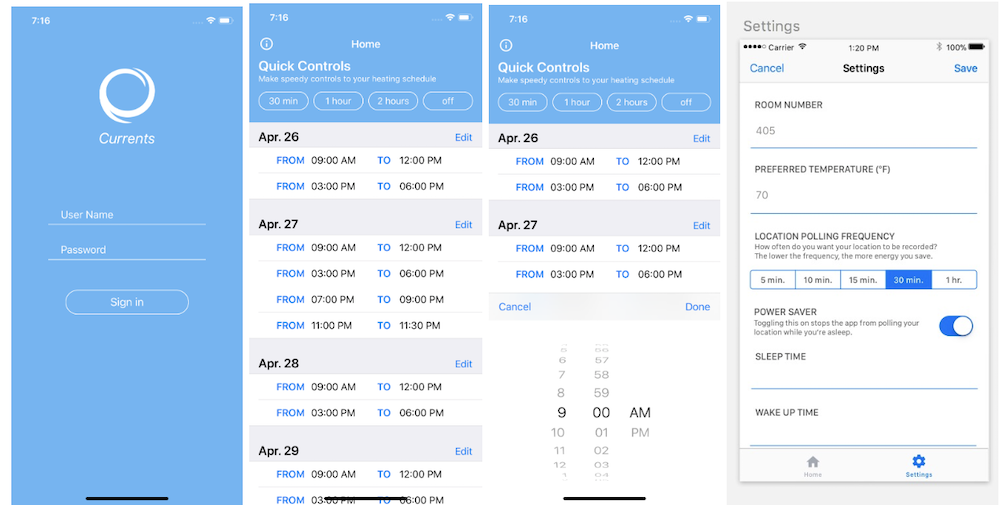 7:16
Currents
User Name
Password
Sign in
7:16
Home
Quick Controls
Make speedy controls to your heating schedule
30 min 1 hour 2 hours off
Apr. 26 Edit
FROM 09:00 AM TO 12:00 PM
FROM 03:00 PM TO 06:00 PM
Apr. 27 Edit
FROM 09:00 AM TO 12:00 PM
FROM 03:00 PM TO 06:00 PM
FROM 07:00 PM TO 09:00 PM
FROM 11:00 PM TO 11:30 PM
Apr. 28 Edit
FROM 09:00 AM TO 12:00 PM
FROM 03:00 PM TO 06:00 PM
Apr. 29 Edit
FROM 09:00 AM TO 12:00 PM
FROM 03:00 PM TO 06:00 PM
7:16
Home
Quick Controls
Make speedy controls to your heating schedule
30 min 1 hour 2 hours off
Apr. 26 Edit
FROM 09:00 AM TO 12:00 PM
FROM 03:00 PM TO 06:00 PM
Apr. 27 Edit
FROM 09:00 AM TO 12:00 PM
FROM 03:00 PM TO 06:00 PM
Cancel Done
5 56
6 57
7 58
8 59
9 00 AM
10 01 PM
11 02
12 03
1 04
Settings
Carrier 1:20 PM 100%
Cancel Settings Save
ROOM NUMBER
405
PREFERRED TEMPERATURE (°F)
70
LOCATION POLLING FREQUENCY
How often do you want your location to be recorded?
The lower the frequency, the more energy you save.
5 min. 10 min. 15 min. 30 min. 1 hr.
POWER SAVER
Toggling this on stops the app from polling your
location while you're asleep.
SLEEP TIME
WAKE UP TIME
Home Settings